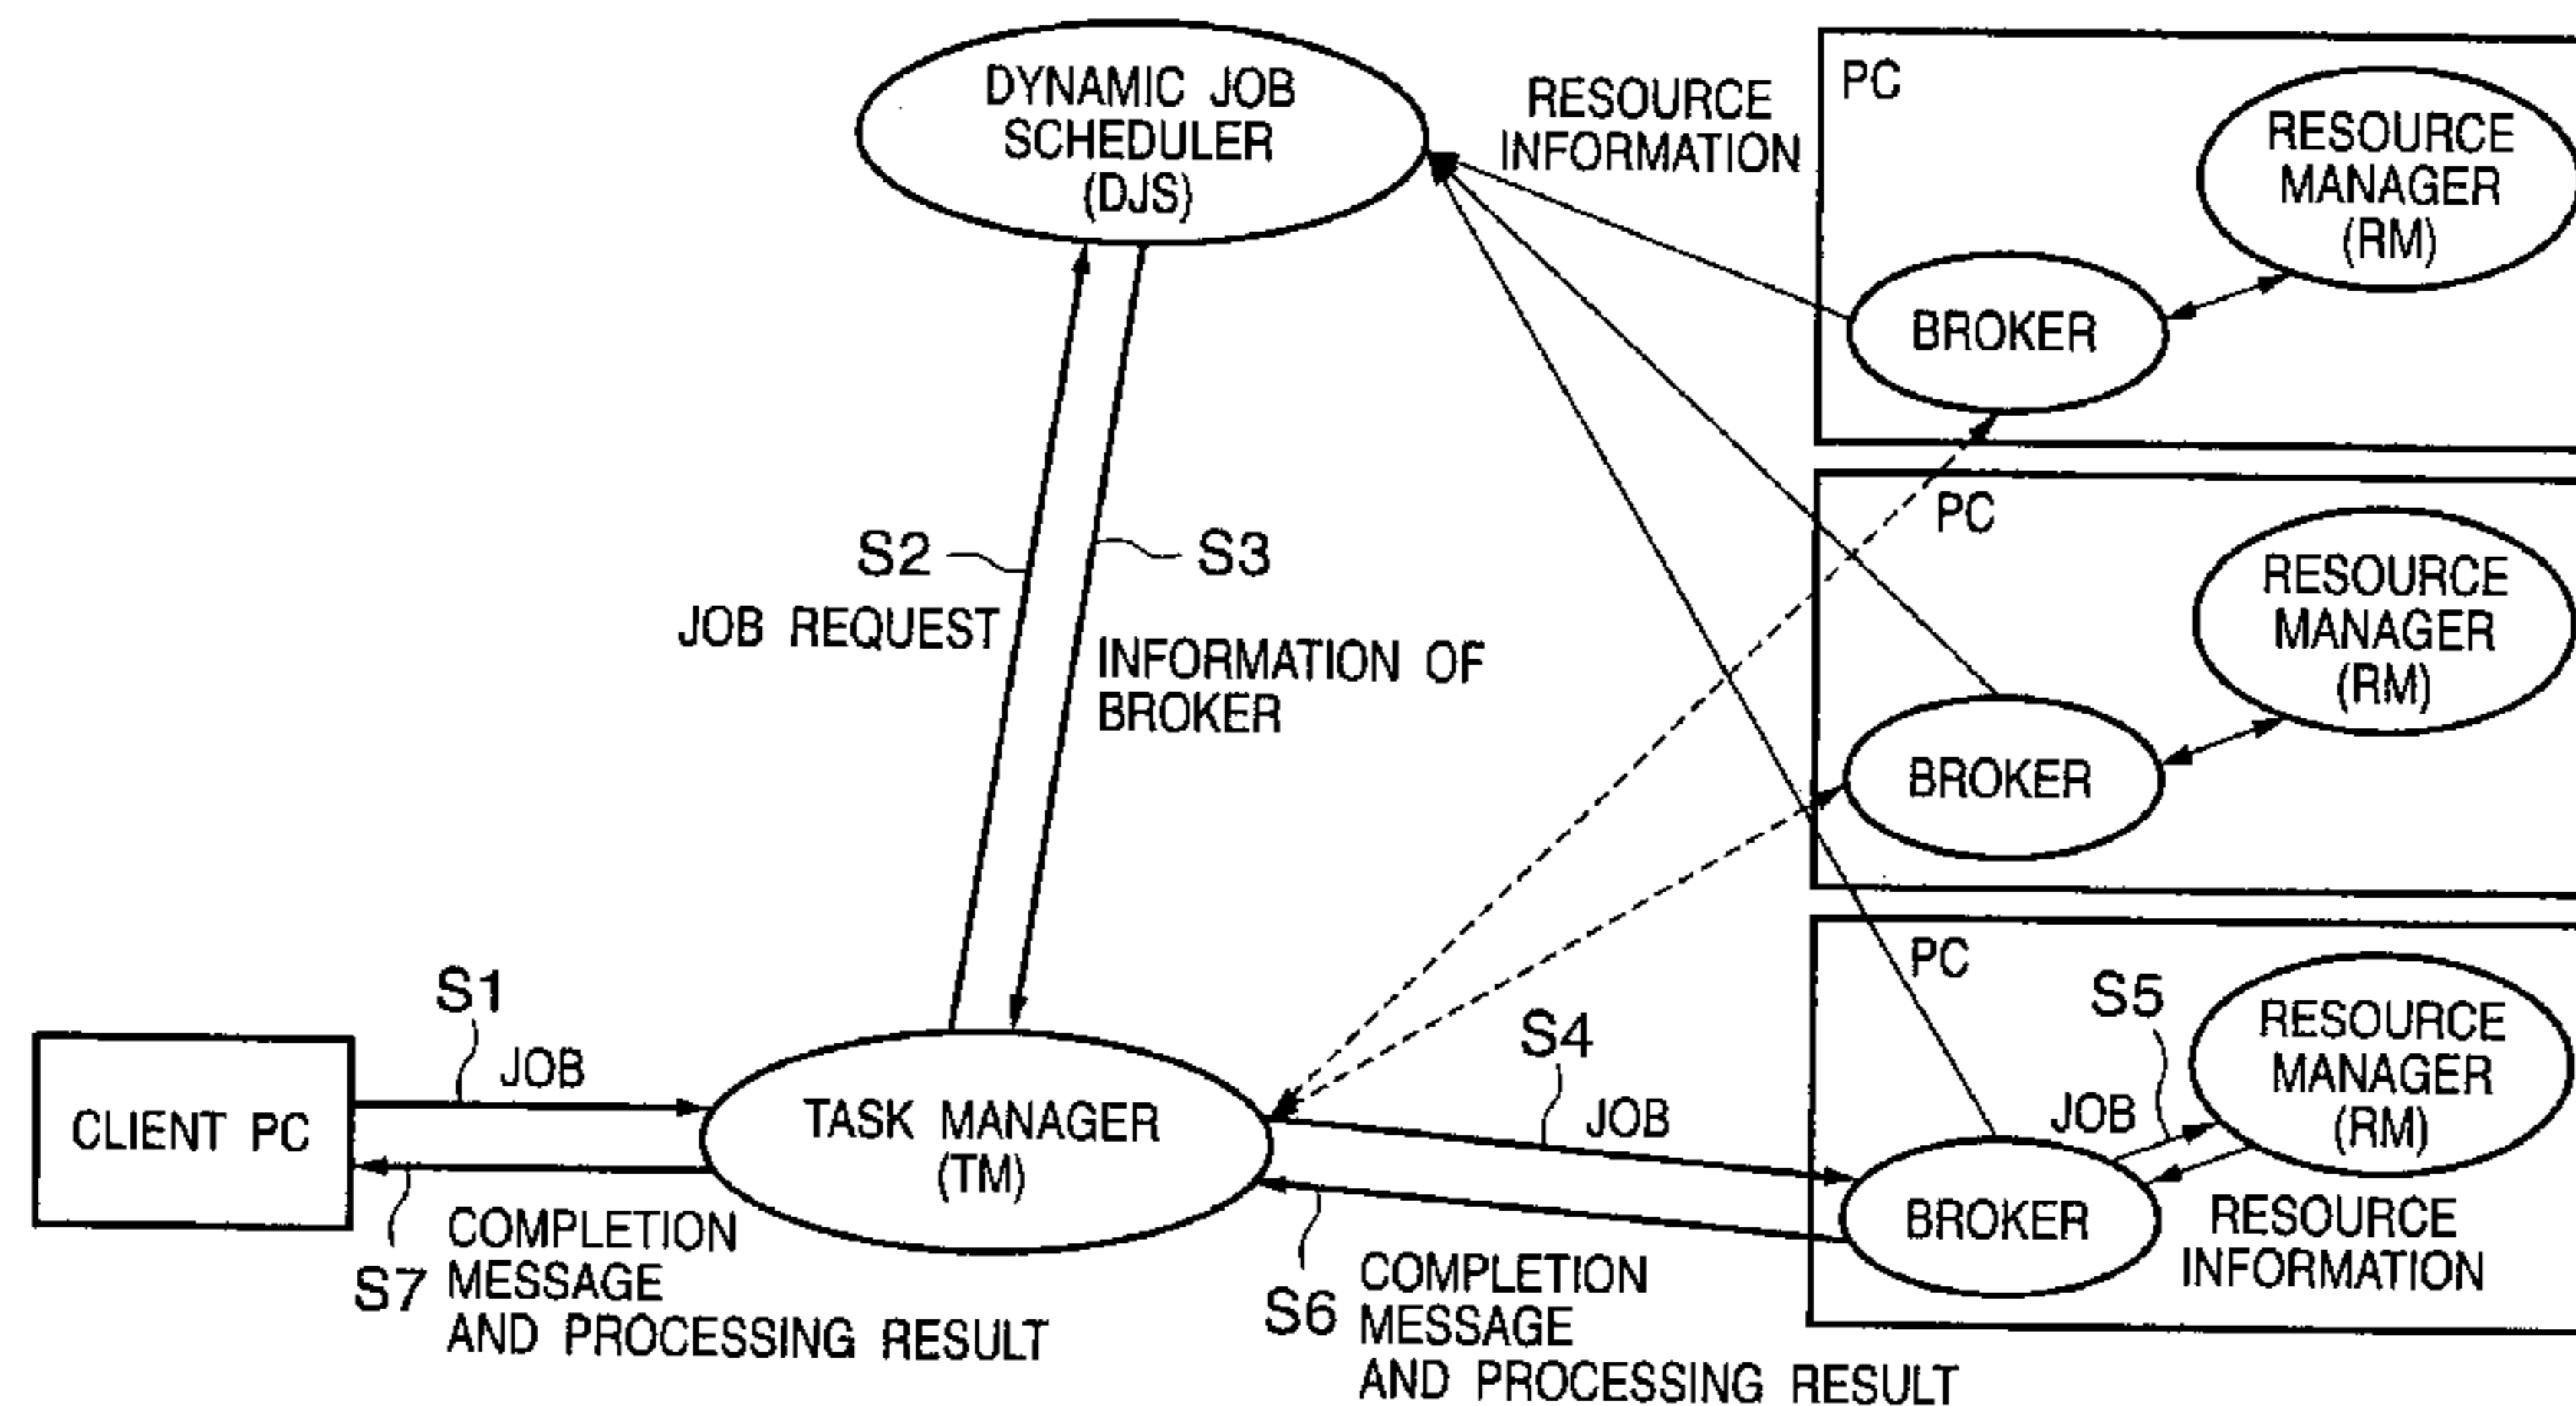 DYNAMIC JOB
SCHEDULER
(DJS)
RESOURCE
INFORMATION
PC
RESOURCE
MANAGER
(RM)
BROKER
S2
JOB REQUEST
S3
INFORMATION OF
BROKER
PC
RESOURCE
MANAGER
(RM)
BROKER
S1
JOB
CLIENT PC
TASK MANAGER
(TM)
S7
COMPLETION
MESSAGE
AND PROCESSING RESULT
S4
JOB
S6
COMPLETION
MESSAGE
AND PROCESSING RESULT
PC
S5
JOB
RESOURCE
MANAGER
(RM)
BROKER
RESOURCE
INFORMATION